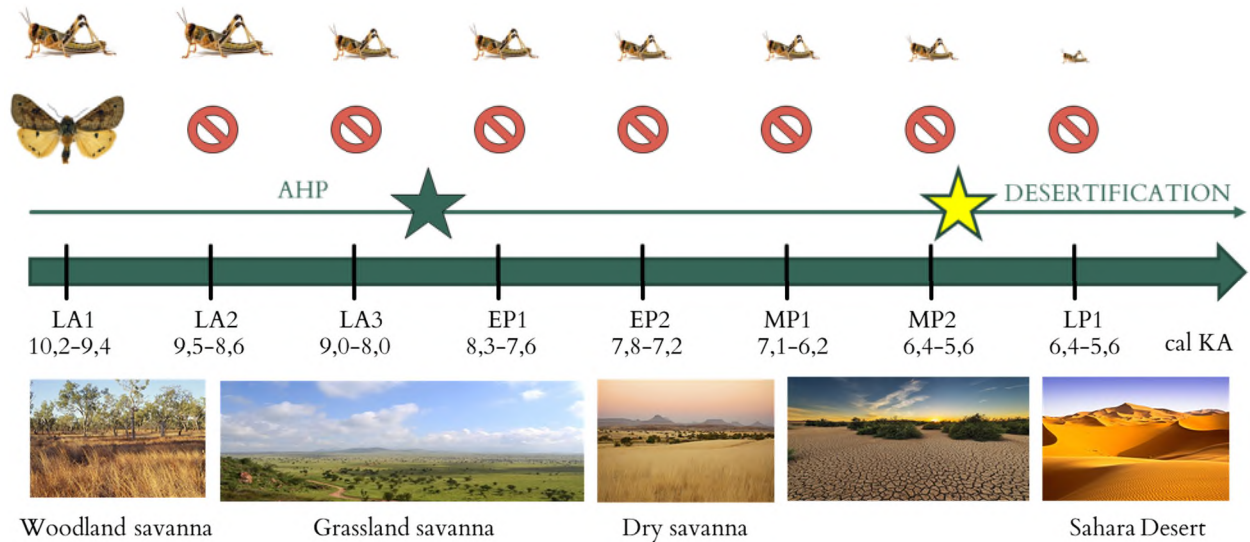 AHP
DESERTIFICATION
LA1
10,2-9,4
LA2
9,5-8,6
LA3
9,0-8,0
EP1
8,3-7,6
EP2
7,8-7,2
MP1
7,1-6,2
MP2
6,4-5,6
LP1
6,4-5,6
cal KA
Woodland savanna
Grassland savanna
Dry savanna
Sahara Desert